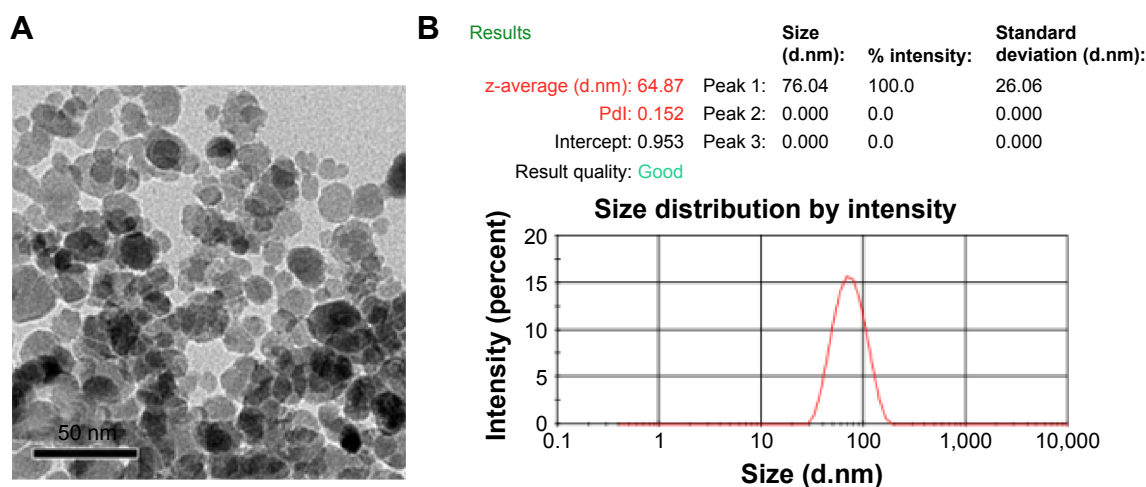 A
50 nm
B
Results
Size (d.nm): % intensity: Standard deviation (d.nm):
z-average (d.nm): 64.87 Peak 1: 76.04 100.0 26.06
PdI: 0.152 Peak 2: 0.000 0.0 0.000
Intercept: 0.953 Peak 3: 0.000 0.0 0.000
Result quality: Good
Size distribution by intensity
Intensity (percent)
20
15
10
5
0
0.1 1 10 100 1,000 10,000
Size (d.nm)